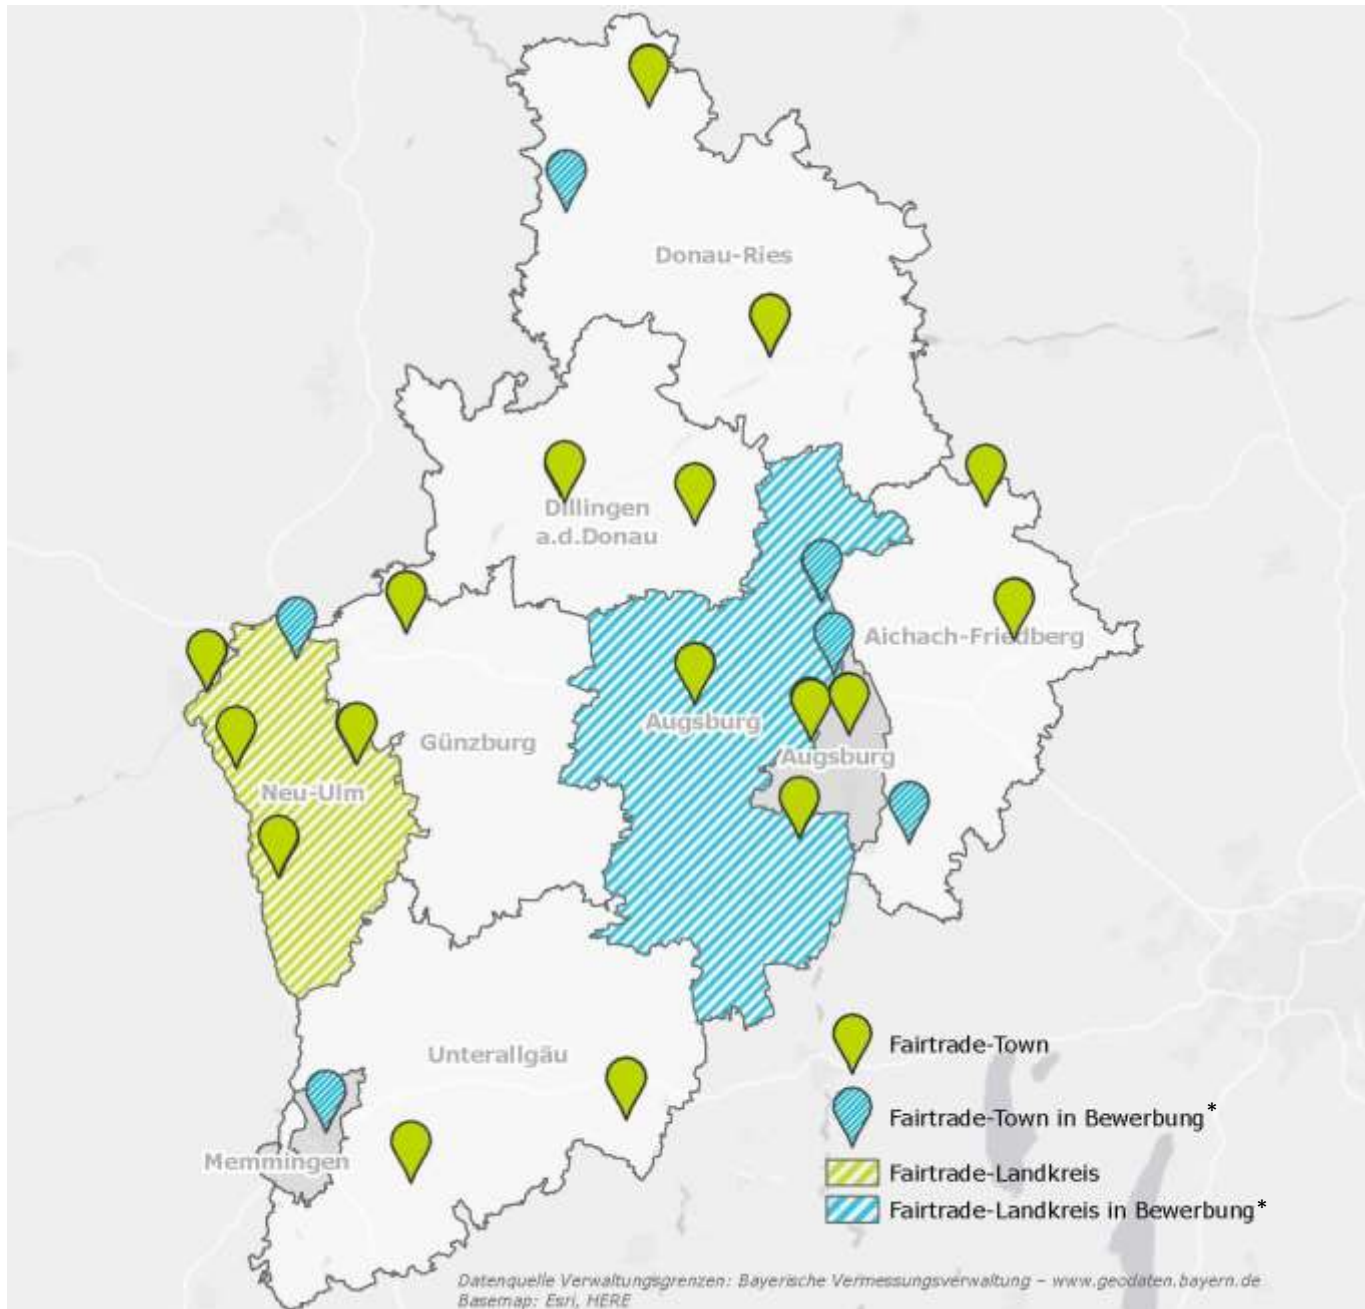 Donau-Ries
Dillingen
a.d.Donau
Aichach-Friedberg
Augsburg
Günzburg
Augsburg
Neu-Ulm
Unterallgäu
Memmingen
Fairtrade-Town
Fairtrade-Town in Bewerbung*
Fairtrade-Landkreis
Fairtrade-Landkreis in Bewerbung*
Datenquelle Verwaltungsgrenzen: Bayerische Vermessungsverwaltung – www.geodaten.bayern.de
Basemap: Esri, HERE